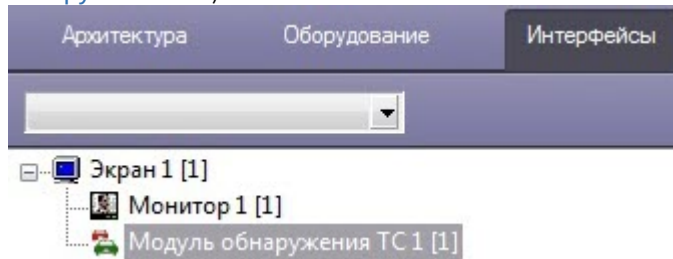 Архитектура Оборудование Интерфейсы
Экран 1 [1]
Монитор 1 [1]
Модуль обнаружения ТС 1 [1]